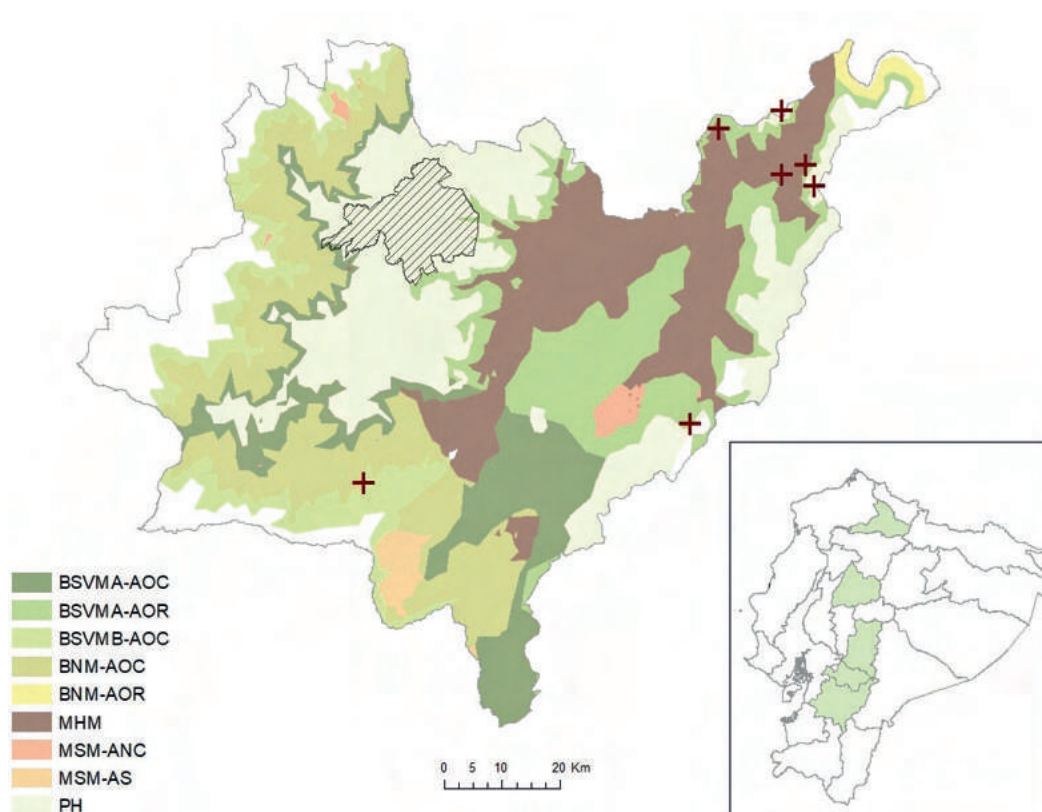 BSVMA-AOC
BSVMA-AOR
BSVMB-AOC
BNM-AOC
BNM-AOR
MHM
MSM-ANC
MSM-AS
PH
0 5 10 20 Km